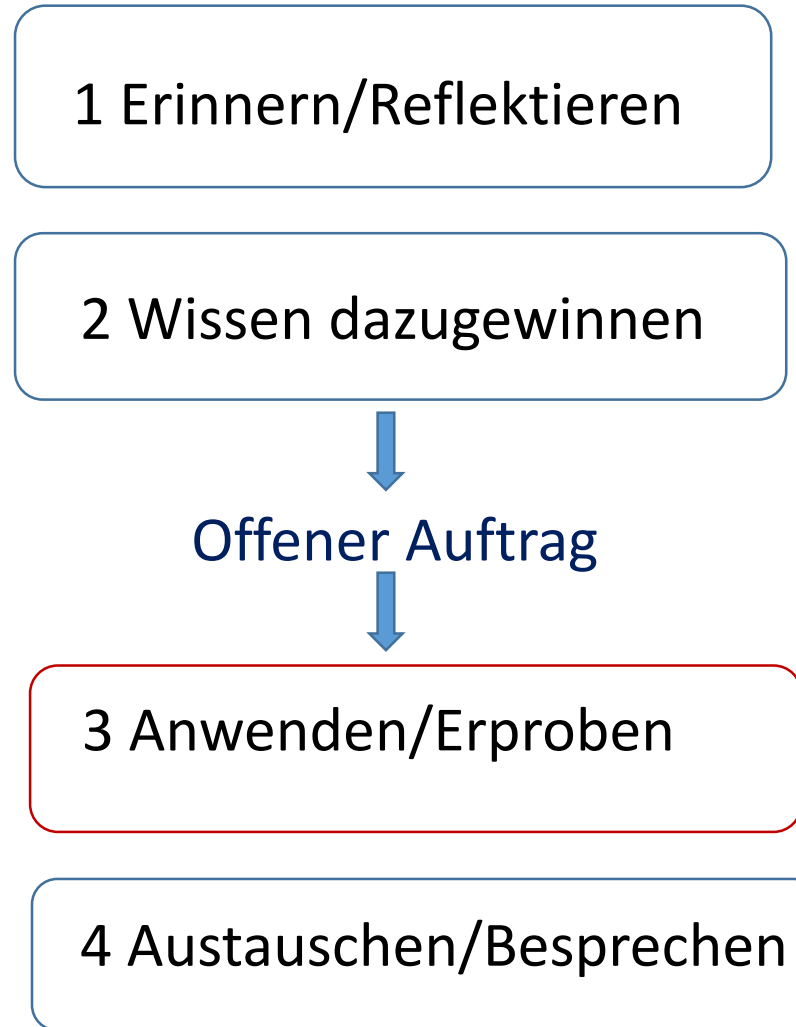 1 Erinnern/Reflektieren
2 Wissen dazugewinnen
Offener Auftrag
3 Anwenden/Erproben
4 Austauschen/Besprechen